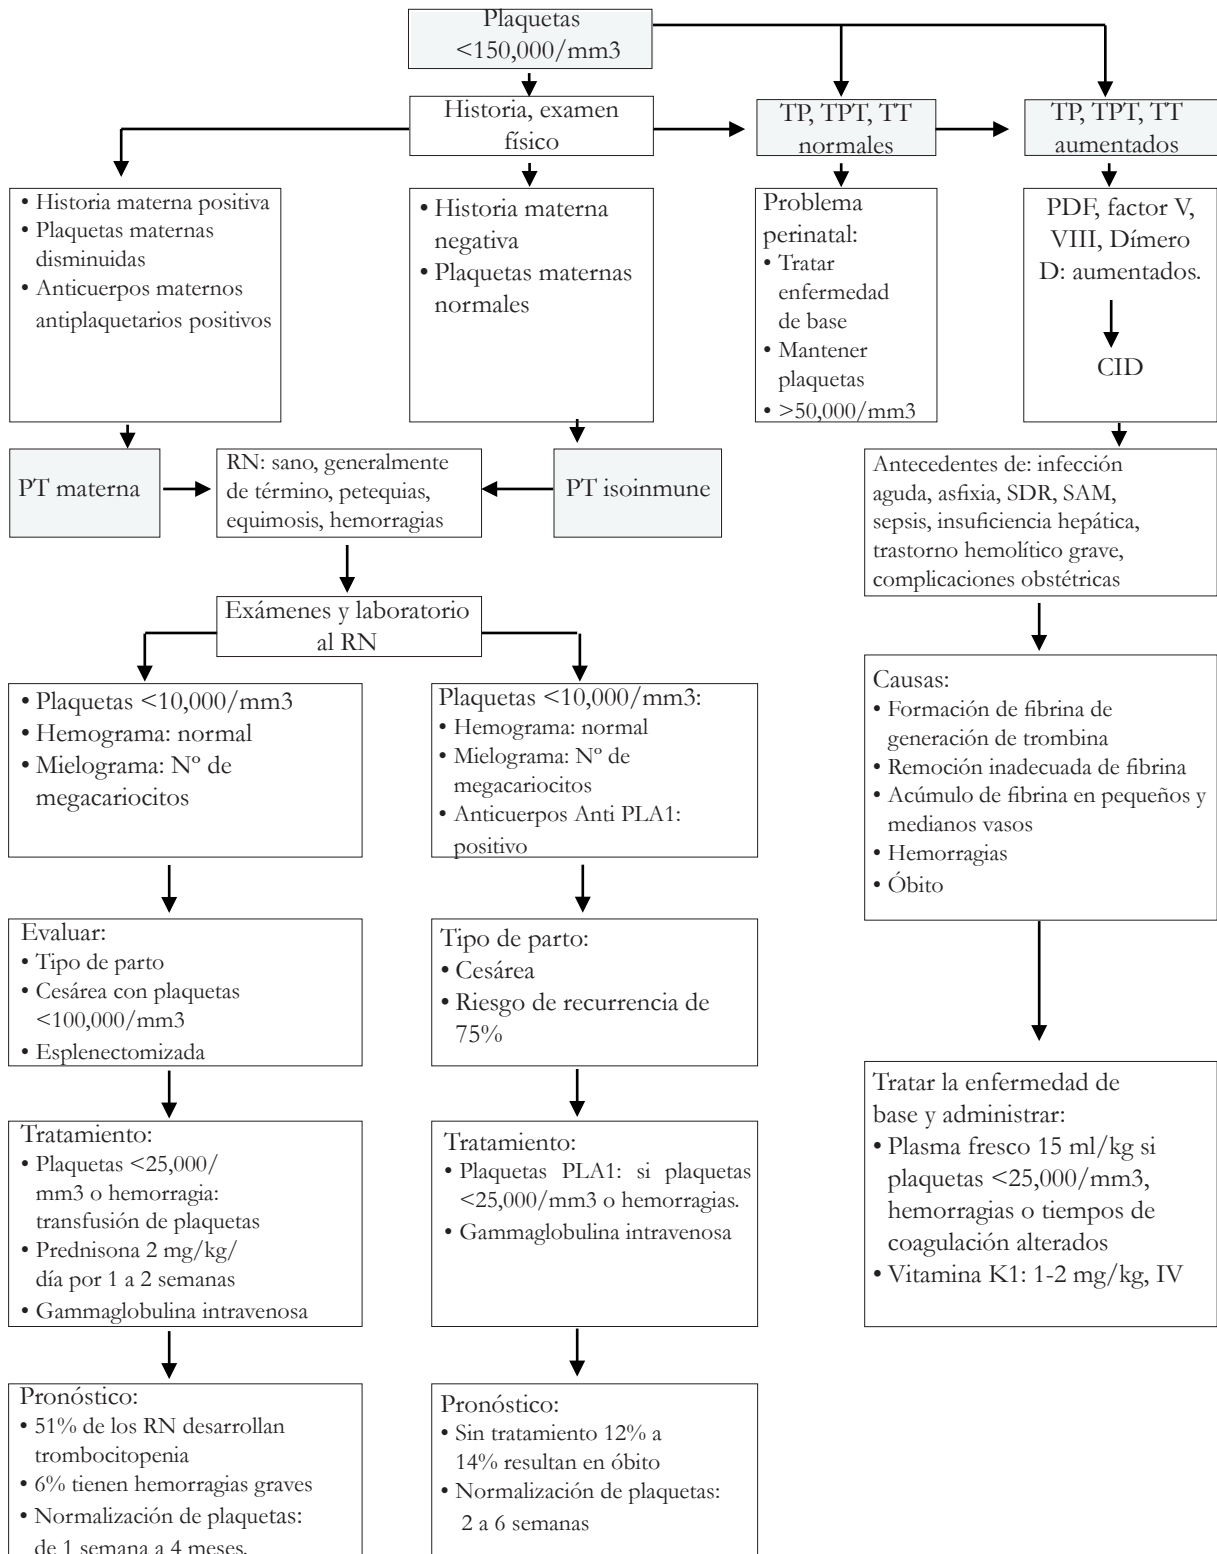 Plaquetas
<150,000/mm3
Historia, examen
físico
TP, TPT, TT
normales
TP, TPT, TT
aumentados
• Historia materna positiva
• Plaquetas maternas
disminuidas
• Anticuerpos maternos
antiplaquetarios positivos
• Historia materna
negativa
• Plaquetas maternas
normales
Problema
perinatal:
• Tratar
enfermedad
de base
• Mantener
plaquetas
• >50,000/mm3
PDF, factor V,
VIII, Dímero
D: aumentados.
CID
PT materna
RN: sano, generalmente
de término, petequias,
equimosis, hemorragias
PT isoinmune
Antecedentes de: infección
aguda, asfixia, SDR, SAM,
sepsis, insuficiencia hepática,
trastorno hemolítico grave,
complicaciones obstétricas
Exámenes y laboratorio
al RN
• Plaquetas <10,000/mm3
• Hemograma: normal
• Mielograma: Nº de
megacariocitos
Plaquetas <10,000/mm3:
• Hemograma: normal
• Mielograma: Nº de
megacariocitos
• Anticuerpos Anti PLA1:
positivo
Causas:
• Formación de fibrina de
generación de trombina
• Remoción inadecuada de fibrina
• Acúmulo de fibrina en pequeños y
medianos vasos
• Hemorragias
• Óbito
Evaluar:
• Tipo de parto
• Cesárea con plaquetas
<100,000/mm3
• Esplenectomizada
Tipo de parto:
• Cesárea
• Riesgo de recurrencia de
75%
Tratar la enfermedad de
base y administrar:
• Plasma fresco 15 ml/kg si
plaquetas <25,000/mm3,
hemorragias o tiempos de
coagulación alterados
• Vitamina K1: 1-2 mg/kg, IV
Tratamiento:
• Plaquetas <25,000/
mm3 o hemorragia:
transfusión de plaquetas
• Prednisona 2 mg/kg/
día por 1 a 2 semanas
• Gammaglobulina intravenosa
Tratamiento:
• Plaquetas PLA1: si plaquetas
<25,000/mm3 o hemorragias.
• Gammaglobulina intravenosa
Pronóstico:
• 51% de los RN desarrollan
trombocitopenia
• 6% tienen hemorragias graves
• Normalización de plaquetas:
de 1 semana a 4 meses.
Pronóstico:
• Sin tratamiento 12% a
14% resultan en óbito
• Normalización de plaquetas:
2 a 6 semanas